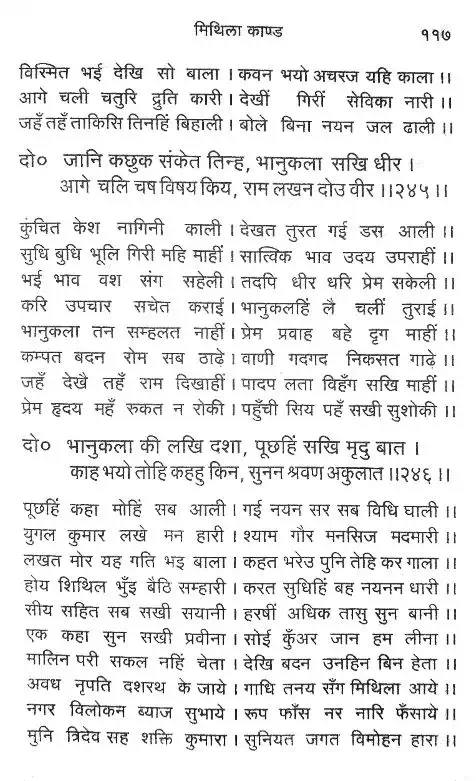 मिथिला काण्ड ११७
विस्मित भई देखि सो बाला । कवन भयो अचरज यहि काला ।।
आगे चली चतुरि द्रुति कारी । देखीं गिरीं सेविका नारी ।।
जहँ तहँ ताकिसि तिनहिं बिहाली । बोले बिना नयन जल ढाली ।।
दो० जानि कछुक संकेत तिन्ह, भानुकला सखि धीर ।
आगे चलि चष विषय किय, राम लखन दोउ वीर ।।२४५।।
कुंचित केश नागिनी काली । देखत तुरत गई डस आली ।।
सुधि बुधि भूलि गिरी महि माहीं । सात्विक भाव उदय उपराहीं ।।
भई भाव वश संग सहेली । तदपि धीर धरि प्रेम सकेली ।।
करि उपचार सचेत कराई । भानुकलहिं लै चलीं तुराई ।।
भानुकला तन सम्हलत नाहीं । प्रेम प्रवाह बहे दृग माहीं ।।
कम्पत बदन रोम सब ठाढ़े । वाणी गदगद निकसत गाढ़े ।।
जहँ देखै तहँ राम दिखाहीं । पादप लता विहँग सखि माहीं ।।
प्रेम हृदय महँ रुकत न रोकी । पहुँची सिय पहँ सखी सुशोकी ।।
दो० भानुकला की लखि दशा, पूछहिं सखि मृदु बात ।
काह भयो तोहि कहहु किन, सुनन श्रवण अकुलात ।।२४६।।
पूछहिं कहा मोहिं सब आली । गई नयन सर सब विधि घाली ।।
युगल कुमार लखे मन हारी । श्याम गौर मनसिज मदमारी ।।
लखत मोर यह गति भइ बाला । कहत भरेउ पुनि तेहि कर गाला ।।
होय शिथिल भुँइ बैठि सम्हारी । करत सुधिहिं बह नयनन धारी ।।
सीय सहित सब सखी सयानी । हरषीं अधिक तासु सुन बानी ।।
एक कहा सुन सखी प्रवीना । सोई कुँअर जान हम लीना ।।
मालिन परी सकल नहिं चेता । देखि बदन उनहिन बिन हेता ।।
अवध नृपति दशरथ के जाये । गाधि तनय सँग मिथिला आये ।।
नगर विलोकन ब्याज सुभाये । रूप फाँस नर नारि फँसाये ।।
मुनि त्रिदेव सह शक्ति कुमारा । सुनियत जगत विमोहन हारा ।।